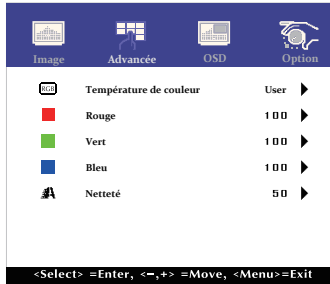 Image Advancée OSD Option
RGB Température de couleur User
Rouge 100
Vert 100
Bleu 100
A Netteté 50
<Select> =Enter, <−,+> =Move, <Menu>=Exit